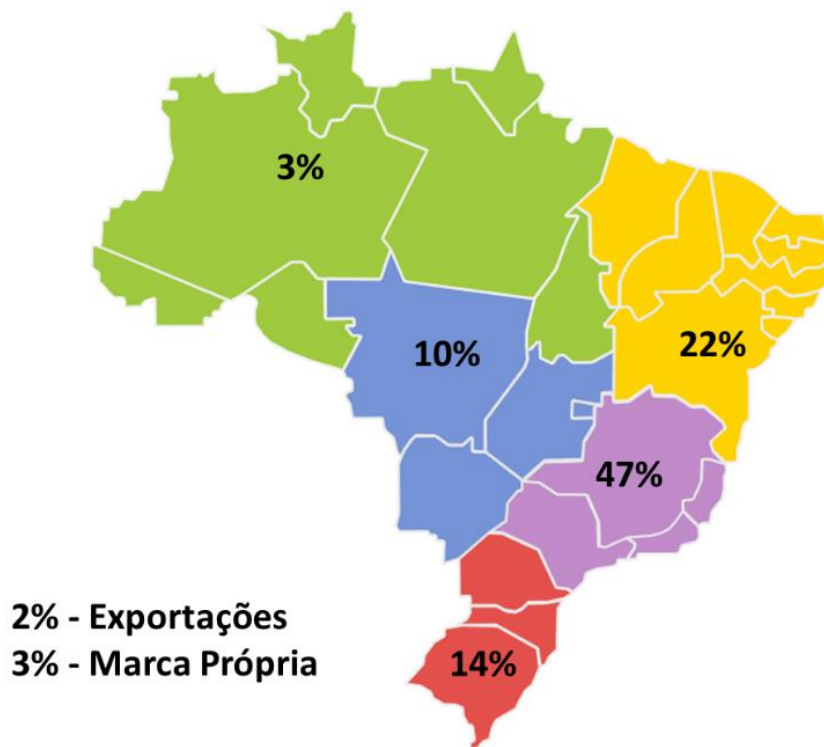 3%
10%
22%
47%
2% - Exportações
3% - Marca Própria
14%